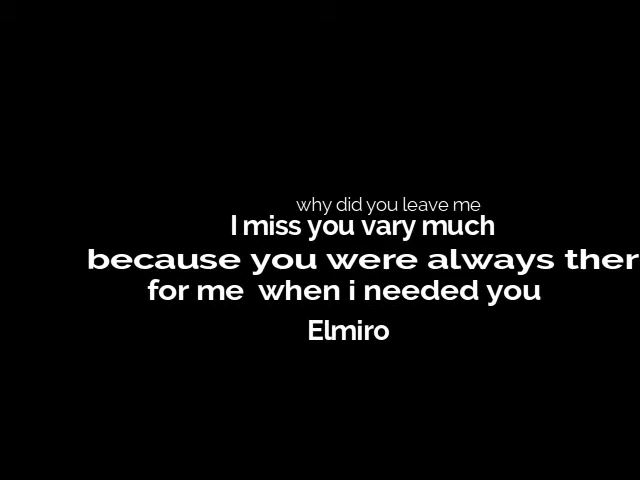 why did you leave me
I miss you vary much
because you were always ther
for me when i needed you
Elmiro